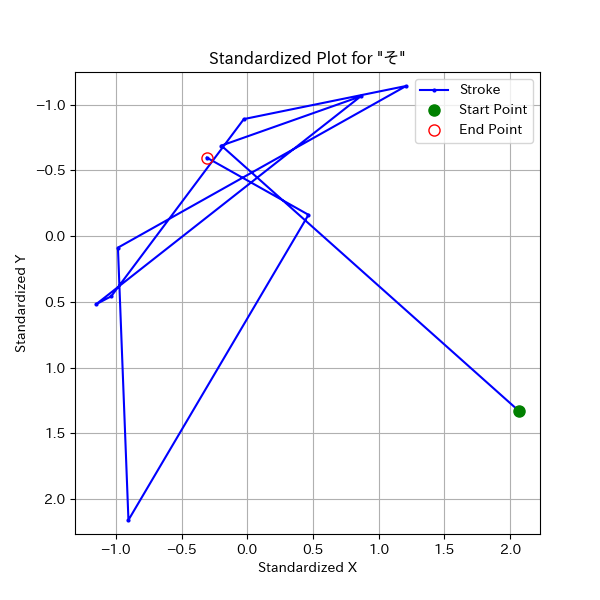 Standardized Plot for "そ"
Stroke
Start Point
End Point
−1.0
−0.5
0.0
0.5
1.0
1.5
2.0
Standardized Y
−1.0 −0.5 0.0 0.5 1.0 1.5 2.0
Standardized X